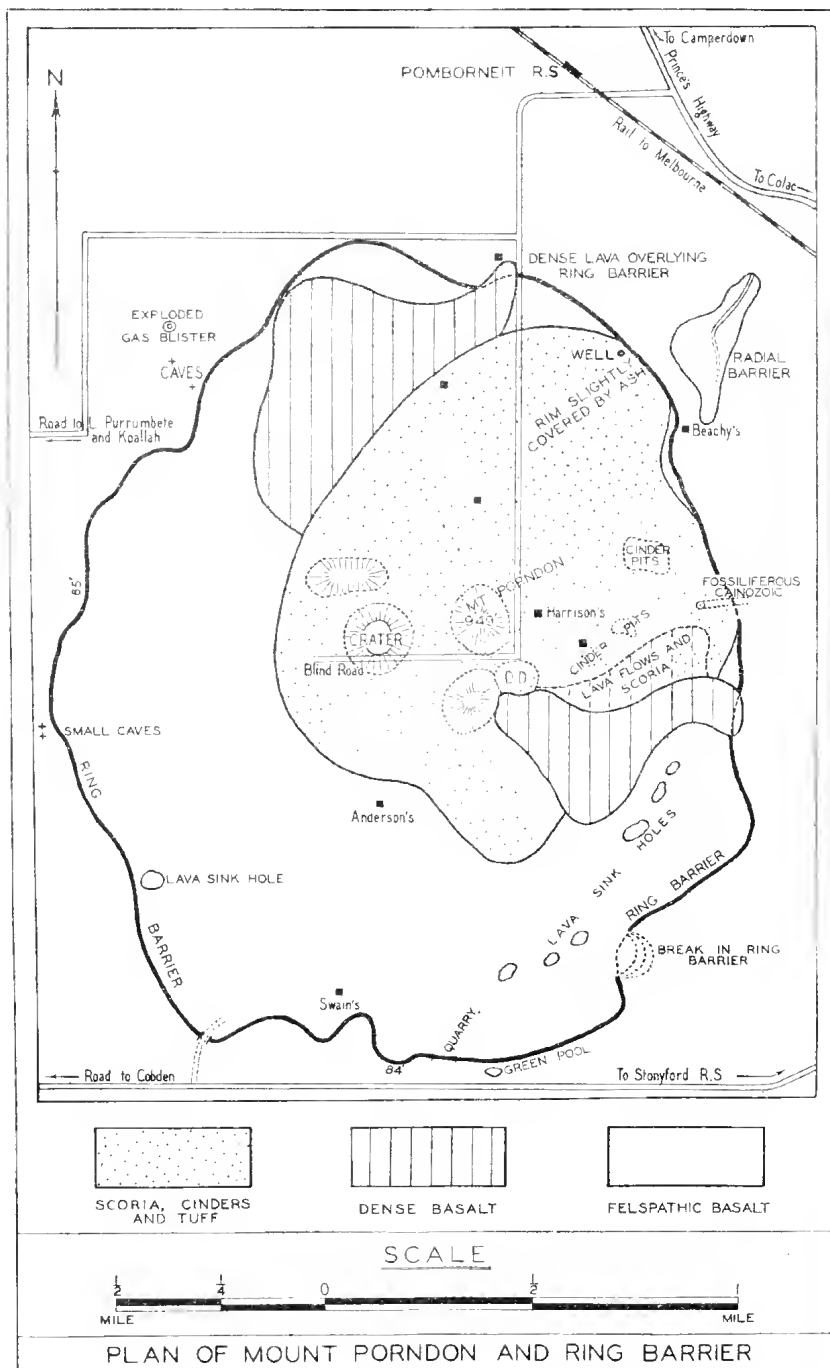 To Camperdown
Prince's Highway
POMBORNEIT R.S
N
Rail to Melbourne
To Colac
DENSE LAVA OVERLYING
RING BARRIER
EXPLODED
GAS BLISTER
CAVES
WELL
RADIAL
BARRIER
RIM SLIGHTLY
COVERED BY ASH
Road to L Purrumbete
and Koallah
Beachy's
85'
CINDER
PITS
FOSSILIFEROUS
CAINOZOIC
MT PORNDON
949'
Harrison's
CRATER
CINDER PITS
Blind Road
LAVA FLOWS AND
SCORIA
SMALL CAVES
RING
Anderson's
LAVA SINK HOLES
LAVA SINK HOLE
RING BARRIER
BARRIER
BREAK IN RING
BARRIER
Swain's
QUARRY
84'
GREEN POOL
Road to Cobden
To Stonyford R.S
SCORIA, CINDERS
AND TUFF
DENSE BASALT
FELSPATHIC BASALT
SCALE
½ ¼ 0 ½ 1
MILE MILE
PLAN OF MOUNT PORNDON AND RING BARRIER